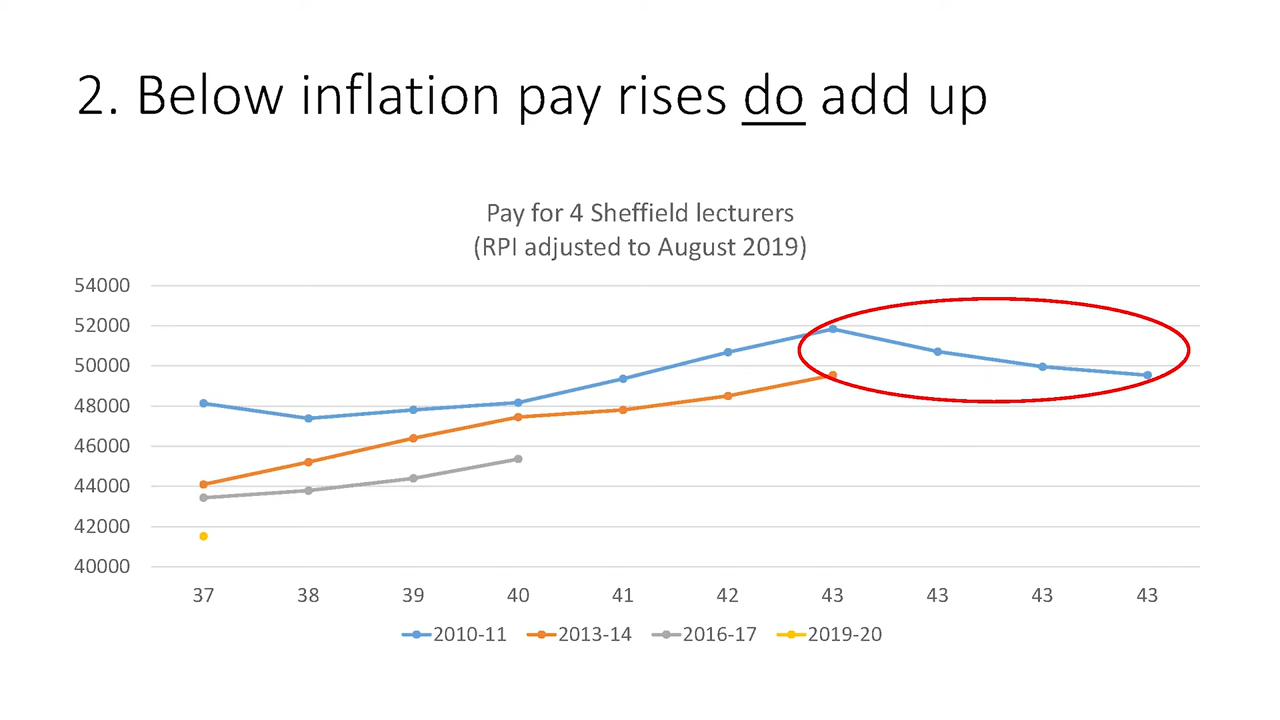 2. Below inflation pay rises do add up
Pay for 4 Sheffield lecturers
(RPI adjusted to August 2019)
54000
52000
50000
48000
46000
44000
42000
40000
37 38 39 40 41 42 43 43 43 43
2010-11 2013-14 2016-17 2019-20